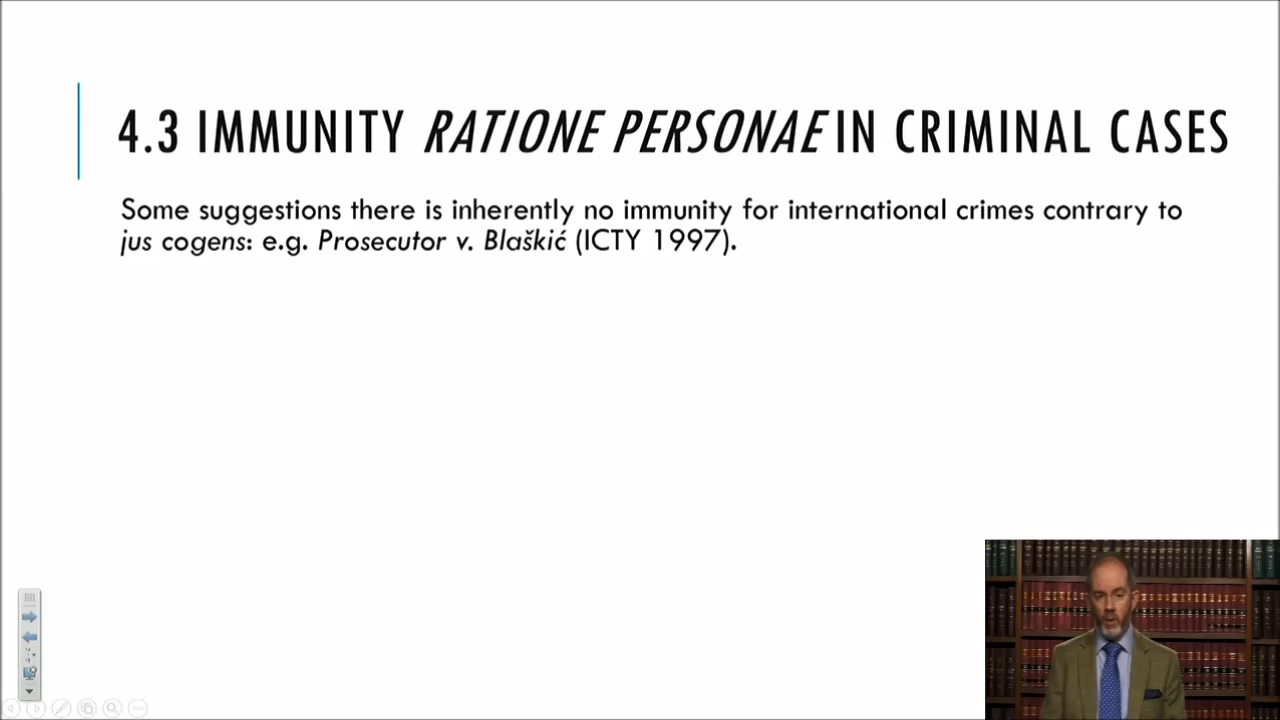 4.3 IMMUNITY RATIONE PERSONAE IN CRIMINAL CASES
Some suggestions there is inherently no immunity for international crimes contrary to
jus cogens: e.g. Prosecutor v. Blaškić (ICTY 1997).